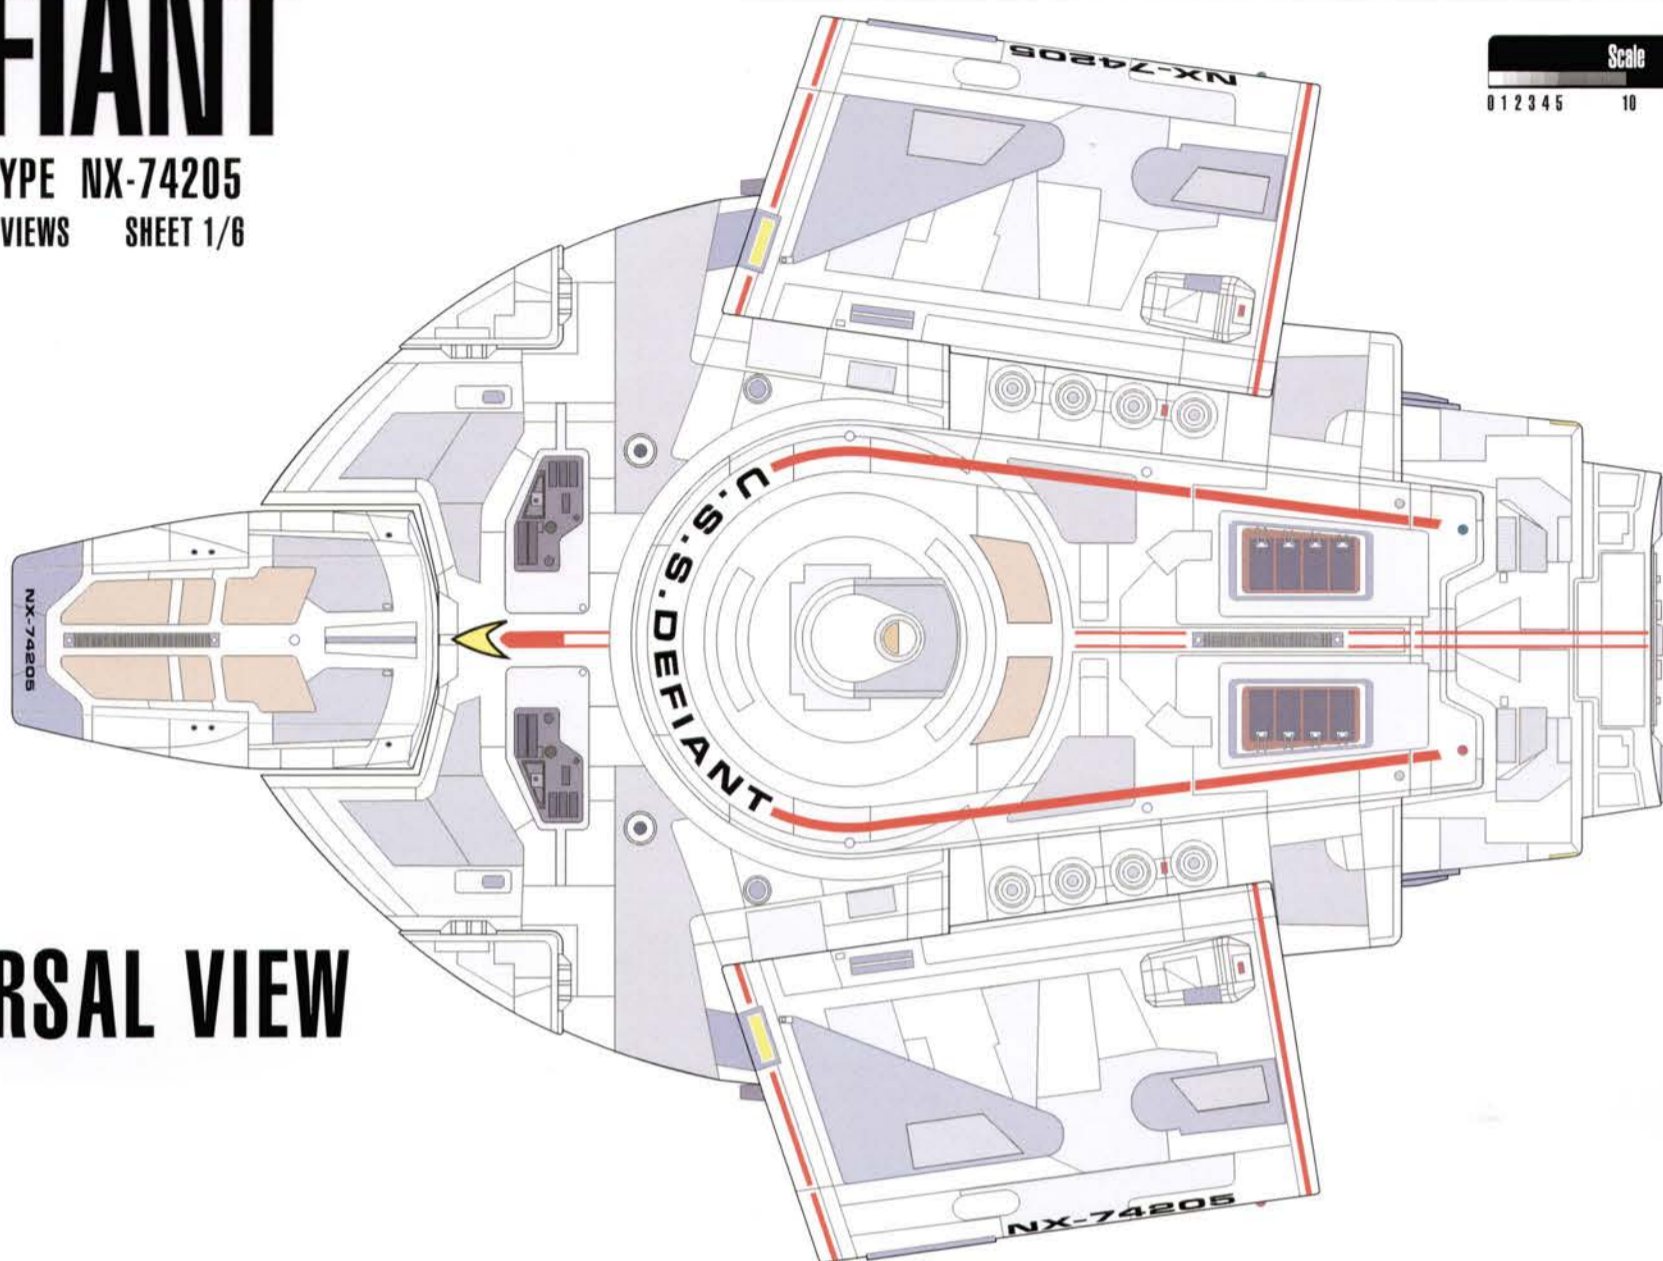 FIANT
YPE NX-74205
VIEWS SHEET 1/6
Scale
0 1 2 3 4 5 10
NX-74205
U.S.S. DEFIANT
NX-74205
NX-74205
RSAL VIEW